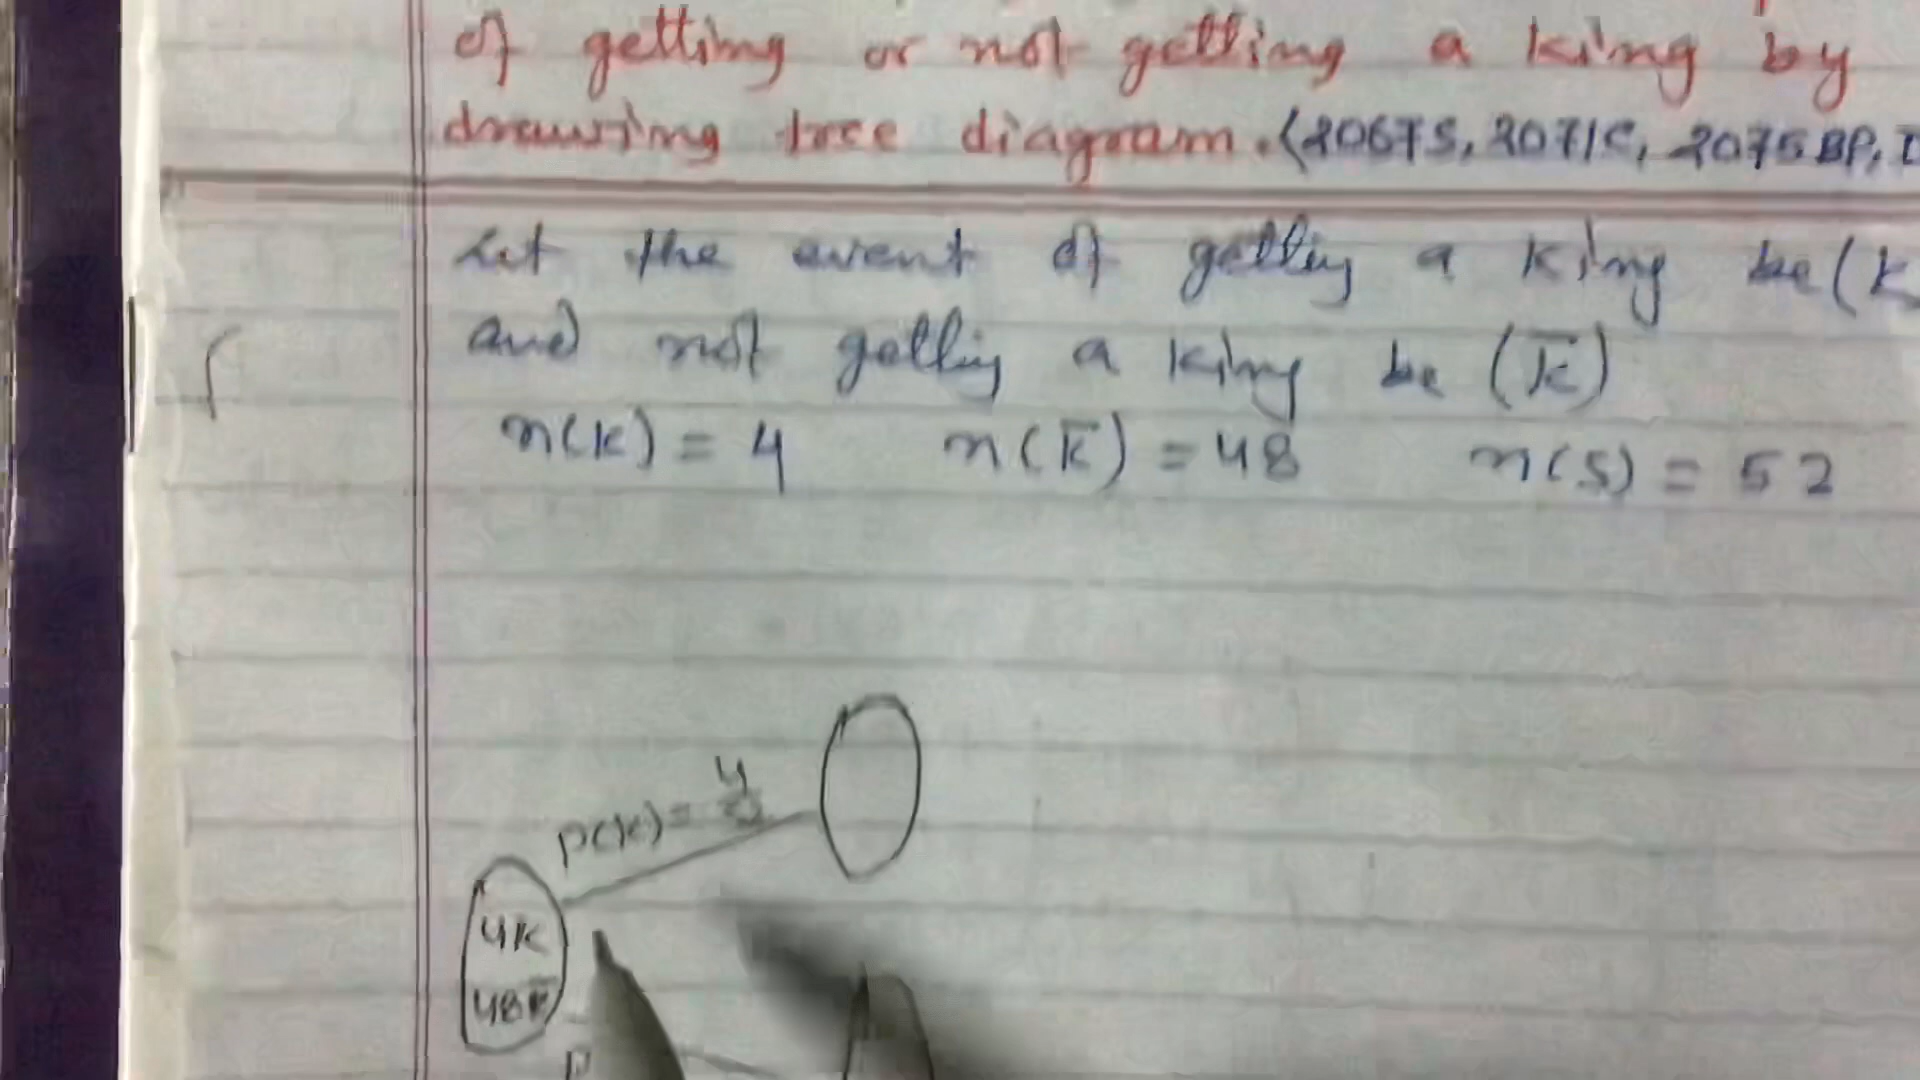 of getting or not getting a king by
drawing tree diagram. (2067S, 2071C, 2075BP,
Let the event of getting a king be (k
and not getting a king be (k̅)
n(k) = 4 n(k̅) = 48 n(S) = 52
P(K) = 4
4K
48K̅
P